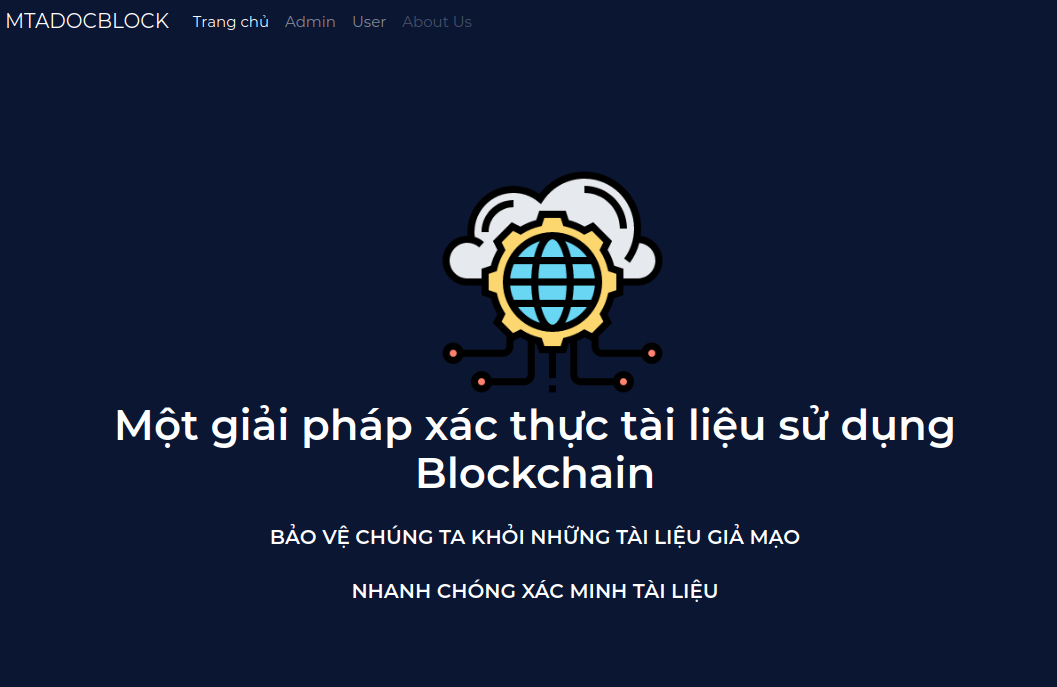 MTADOCBLOCK Trang chủ Admin User About Us
Một giải pháp xác thực tài liệu sử dụng
Blockchain
BẢO VỆ CHÚNG TA KHỎI NHỮNG TÀI LIỆU GIẢ MẠO
NHANH CHÓNG XÁC MINH TÀI LIỆU